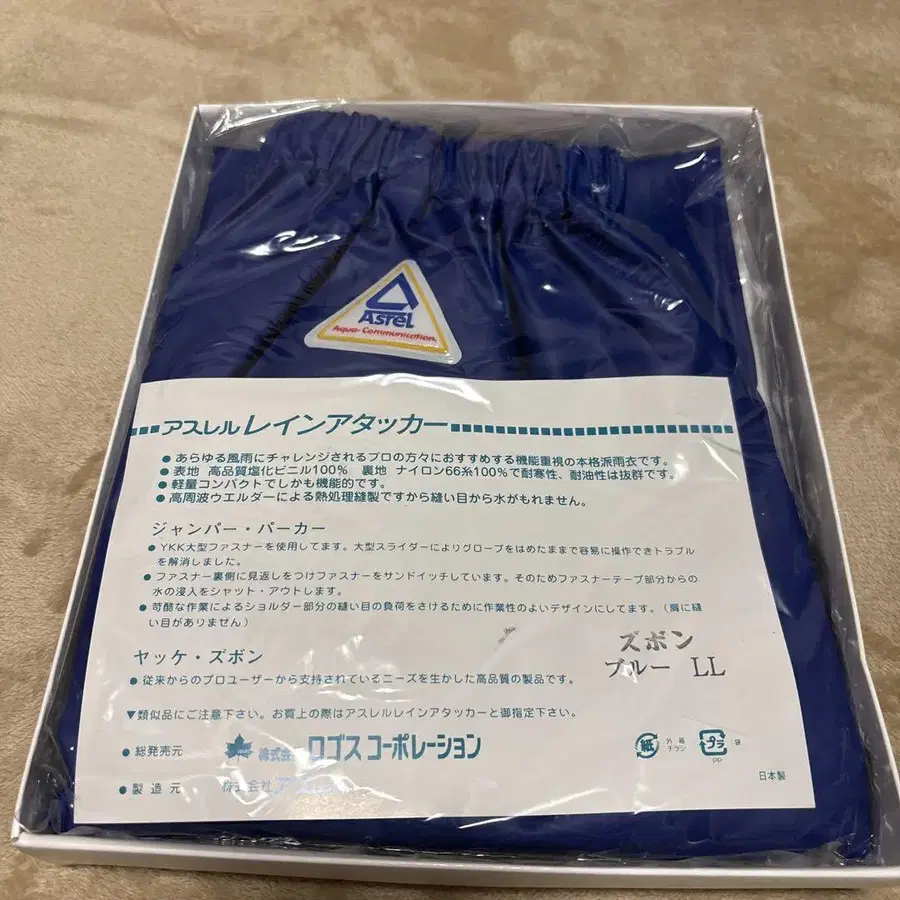 Astel
Aqua-Communication
アスレル レインアタッカー
● あらゆる風雨にチャレンジされるプロの方々におすすめする機能重視の本格派雨衣です。
● 表地 高品質塩化ビニル100% 裏地 ナイロン66糸100%で耐寒性、耐油性は抜群です。
● 軽量コンパクトでしかも機能的です。
● 高周波ウエルダーによる熱処理縫製ですから縫い目から水がもれません。
ジャンパー・パーカー
● YKK大型ファスナーを使用してます。大型スライダーによりグローブをはめたままで容易に操作できトラブル
を解消しました。
● ファスナー裏側に見返しをつけファスナーをサンドイッチしています。そのためファスナーテープ部分からの
水の浸入をシャット・アウトします。
● 苛酷な作業によるショルダー部分の縫い目の負荷をさけるために作業性のよいデザインにしてます。(肩に縫
い目がありません)
ズボン
ブルー LL
ヤッケ・ズボン
● 従来からのプロユーザーから支持されているニーズを生かした高品質の製品です。
▼類似品にご注意下さい。お買上の際はアスレルレインアタッカーと御指定下さい。
● 総発売元 株式会社 ロゴスコーポレーション
紙 外箱 チラシ
プラ 袋
PP
● 製造元 株式会社
日本製